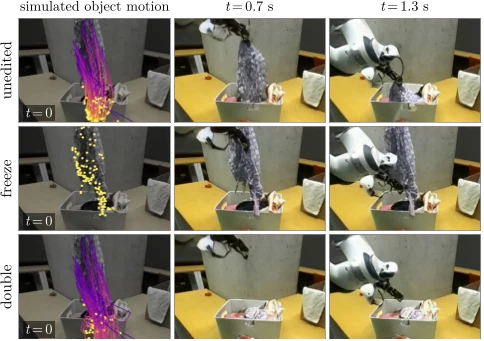 simulated object motion
t = 0.7 s
t = 1.3 s
unedited
t = 0
freeze
t = 0
double
t = 0